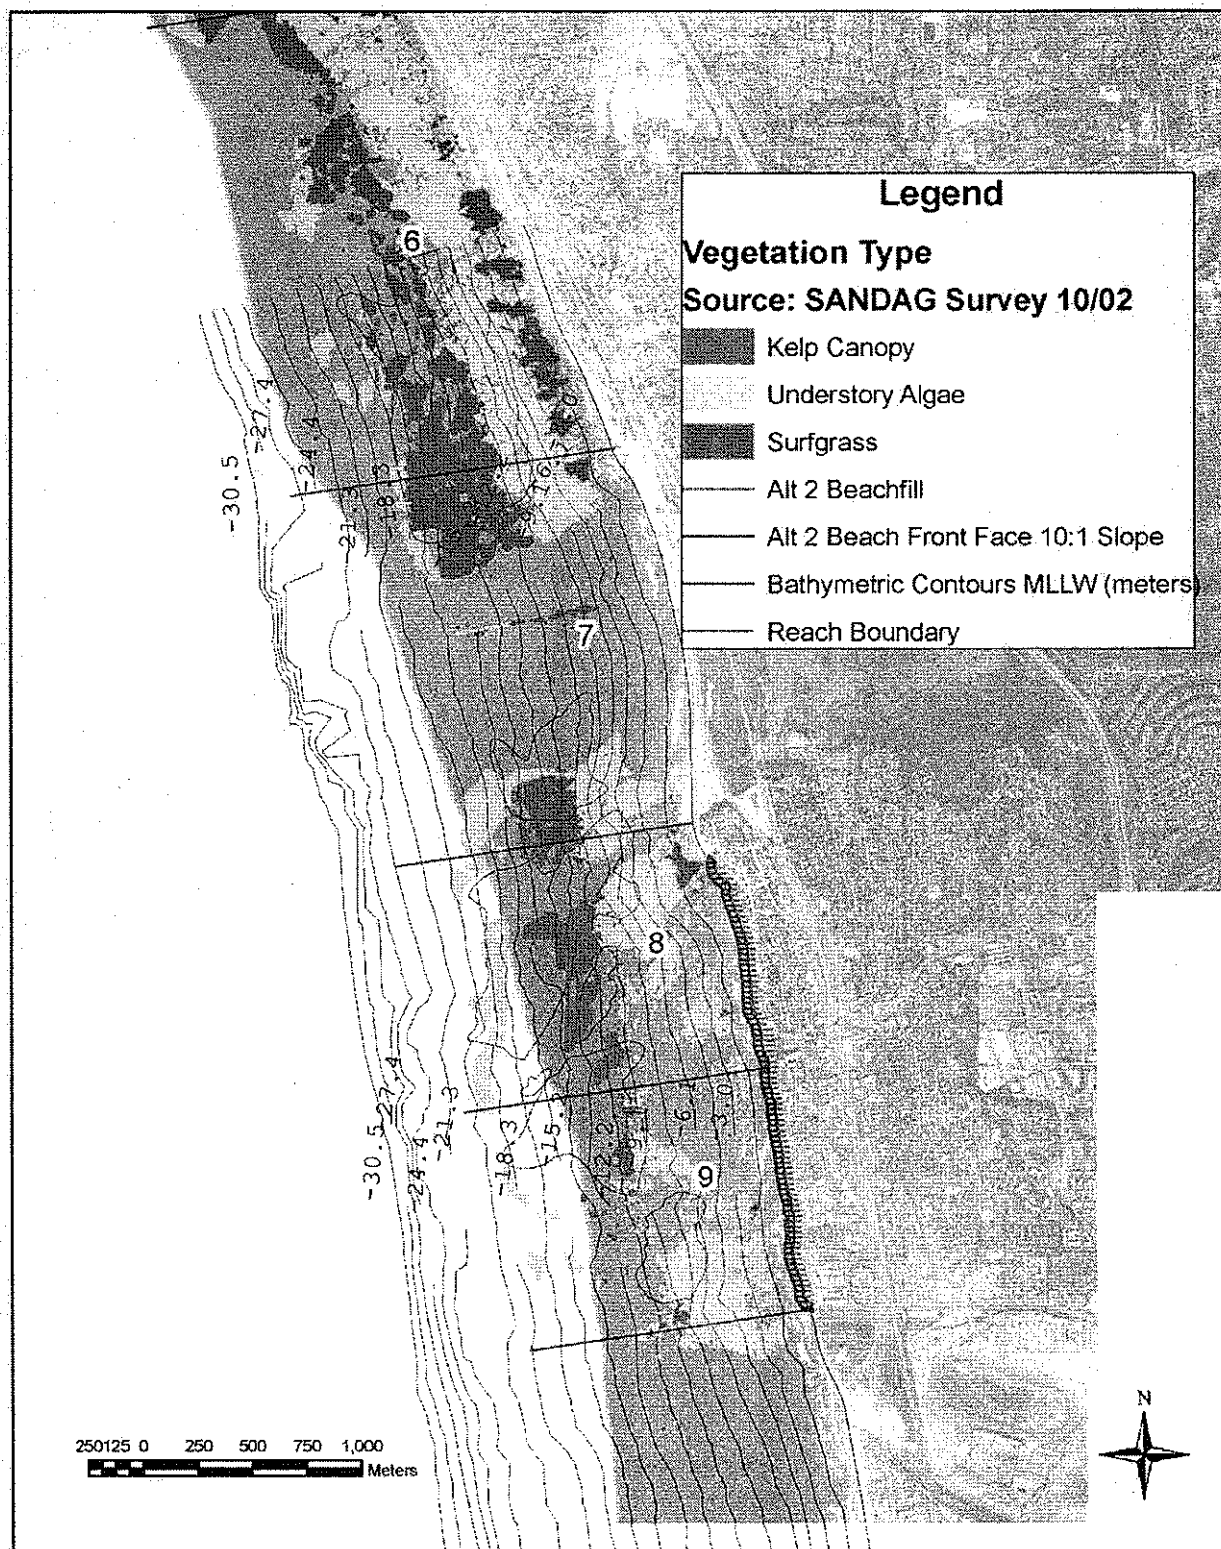 Legend
Vegetation Type
Source: SANDAG Survey 10/02
Kelp Canopy
Understory Algae
Surfgrass
Alt 2 Beachfill
Alt 2 Beach Front Face 10:1 Slope
Bathymetric Contours MLLW (meters)
Reach Boundary
6
-27.4
-24.4
-30.5
-18.3
21.3
7
8
-30.5
-27.4
-24.4
-21.3
-18.3
-15.
12.2
-3.0
9
N
250125 0 250 500 750 1,000
Meters